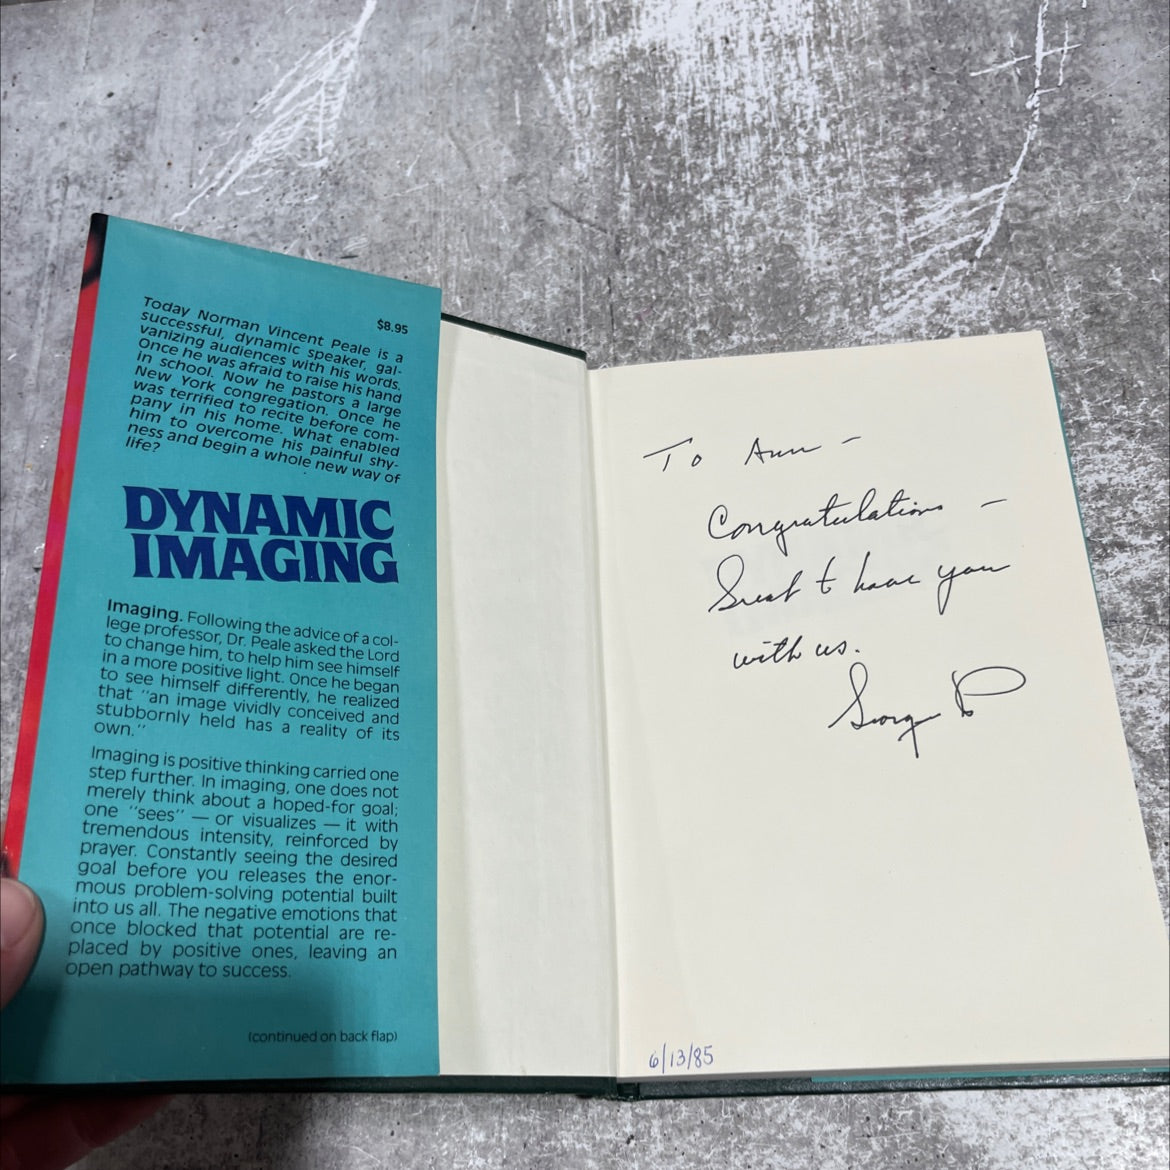 $8.95
Today Norman Vincent Peale is a
successful, dynamic speaker, gal-
vanizing audiences with his words.
Once he was afraid to raise his hand
in school. Now he pastors a large
New York congregation. Once he
was terrified to recite before com-
pany in his home. What enabled
him to overcome his painful shy-
ness and begin a whole new way of
life?
DYNAMIC
IMAGING
Imaging. Following the advice of a col-
lege professor, Dr. Peale asked the Lord
to change him, to help him see himself
in a more positive light. Once he began
to see himself differently, he realized
that "an image vividly conceived and
stubbornly held has a reality of its
own."
Imaging is positive thinking carried one
step further. In imaging, one does not
merely think about a hoped-for goal;
one "sees" — or visualizes — it with
tremendous intensity, reinforced by
prayer. Constantly seeing the desired
goal before you releases the enor-
mous problem-solving potential built
into us all. The negative emotions that
once blocked that potential are re-
placed by positive ones, leaving an
open pathway to success.
(continued on back flap)
To Ann –
Congratulations –
Great to have you
with us.
George P
6/13/85